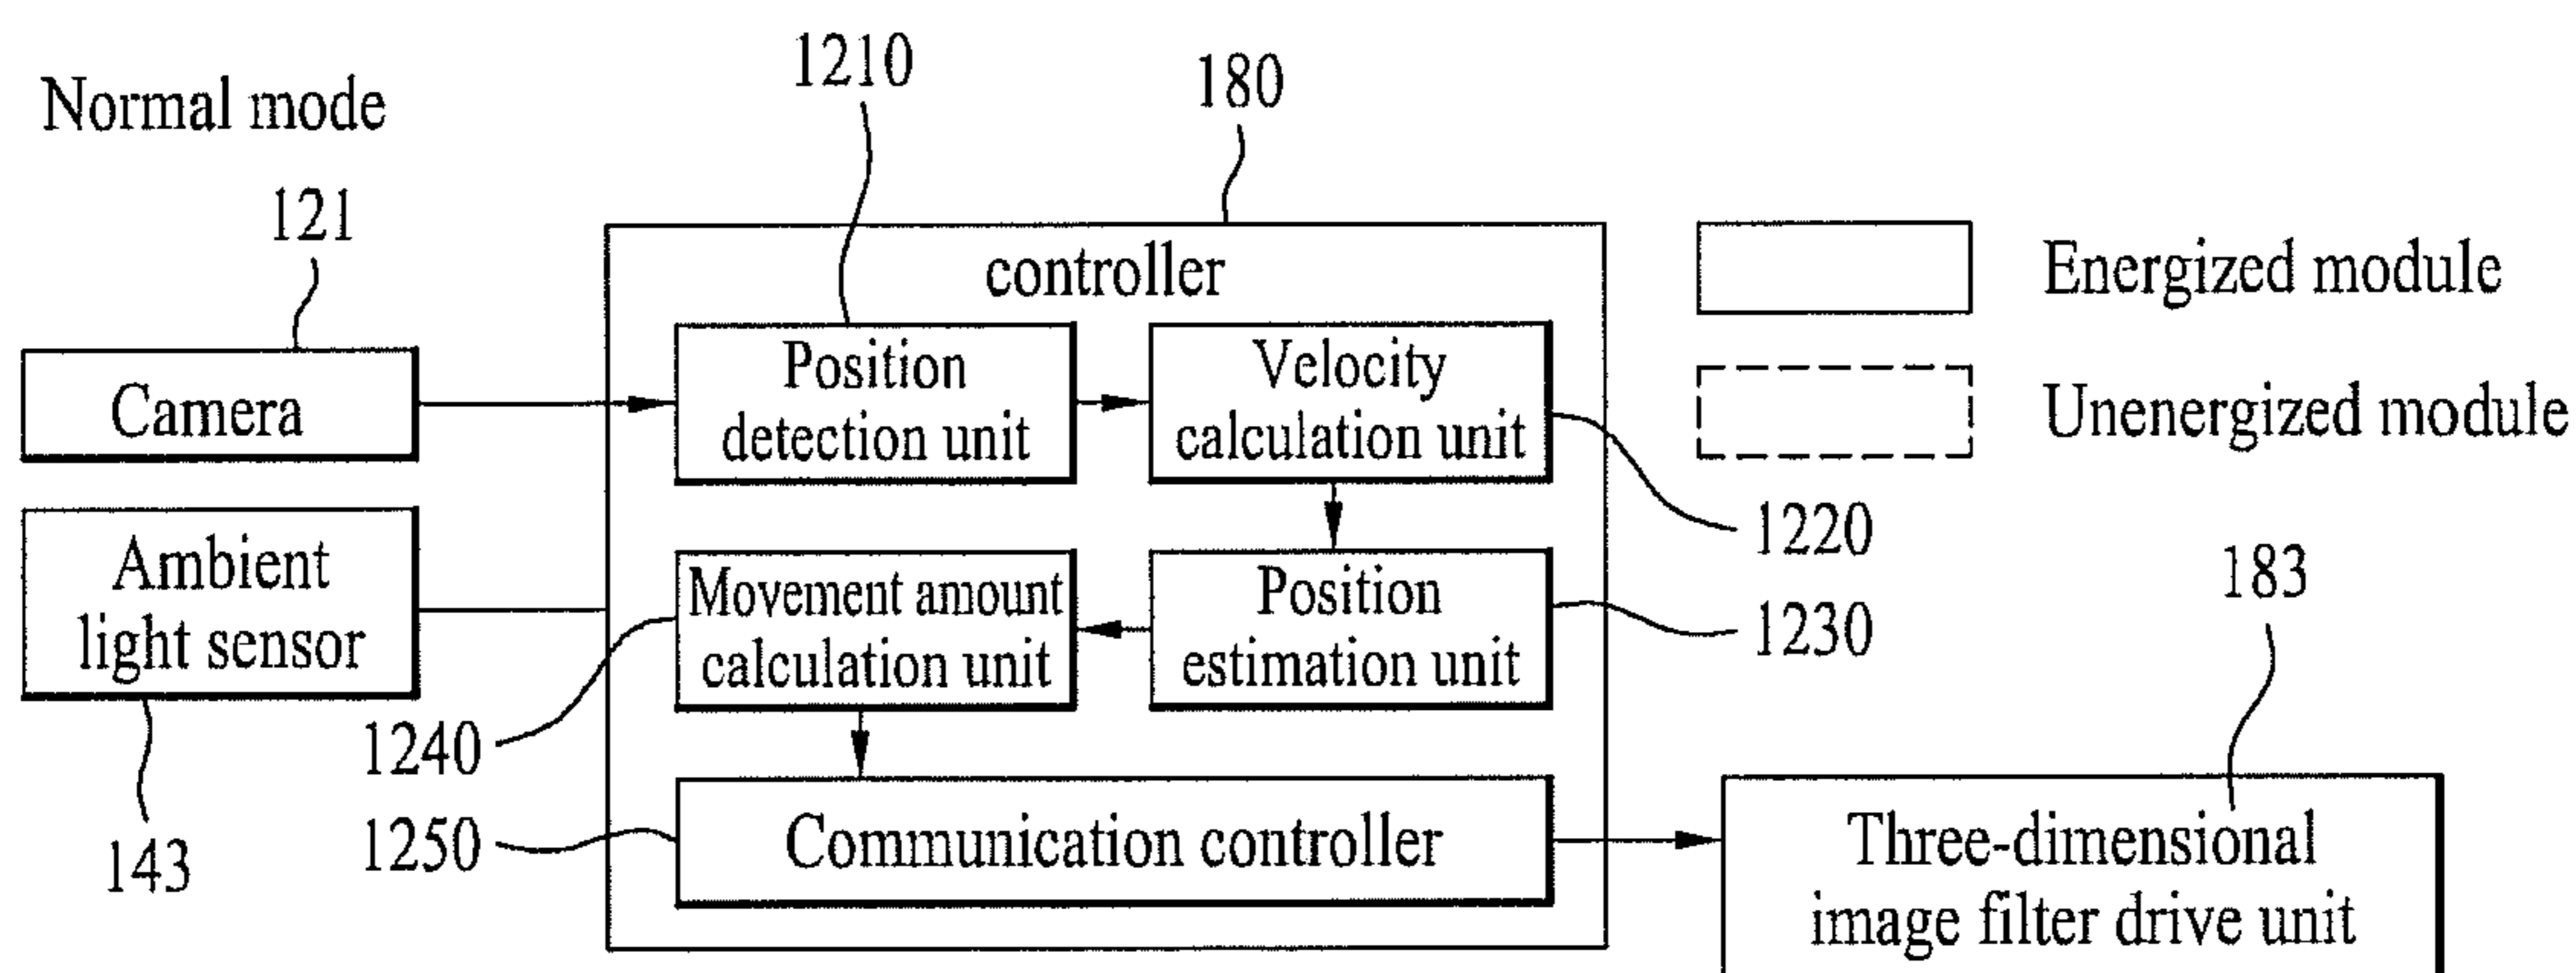 Normal mode
1210
180
121
controller
Energized module
Camera
Position
detection unit
Velocity
calculation unit
Unenergized module
1220
Ambient
light sensor
Movement amount
calculation unit
Position
estimation unit
183
1230
1240
143
1250
Communication controller
Three-dimensional
image filter drive unit